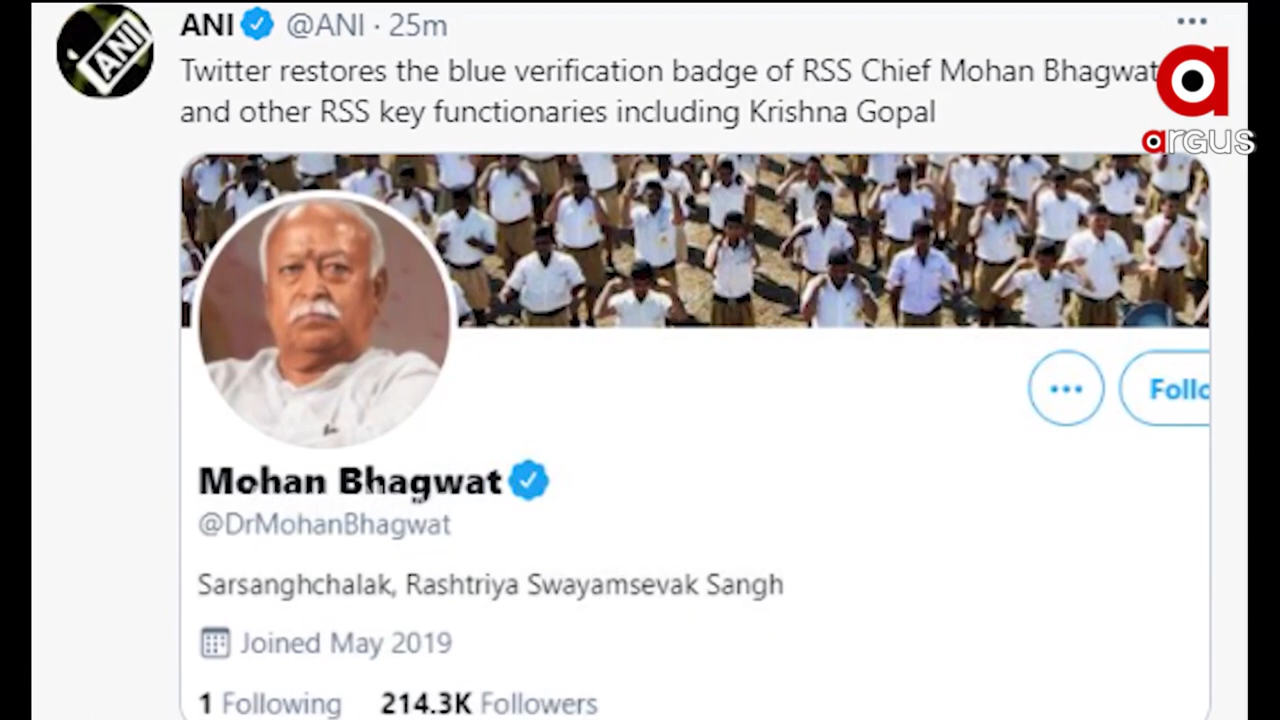 ANI @ANI · 25m
Twitter restores the blue verification badge of RSS Chief Mohan Bhagwat
and other RSS key functionaries including Krishna Gopal
ANI
argus
Follo
Mohan Bhagwat
@DrMohanBhagwat
Sarsanghchalak, Rashtriya Swayamsevak Sangh
Joined May 2019
1 Following 214.3K Followers